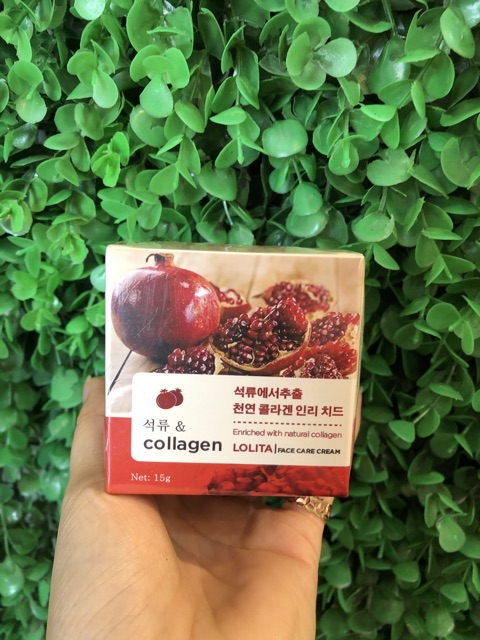 석류 &
collagen
석류에서추출
천연 콜라겐 인리 치드
Enriched with natural collagen
LOLITA | FACE CARE CREAM
Net: 15g